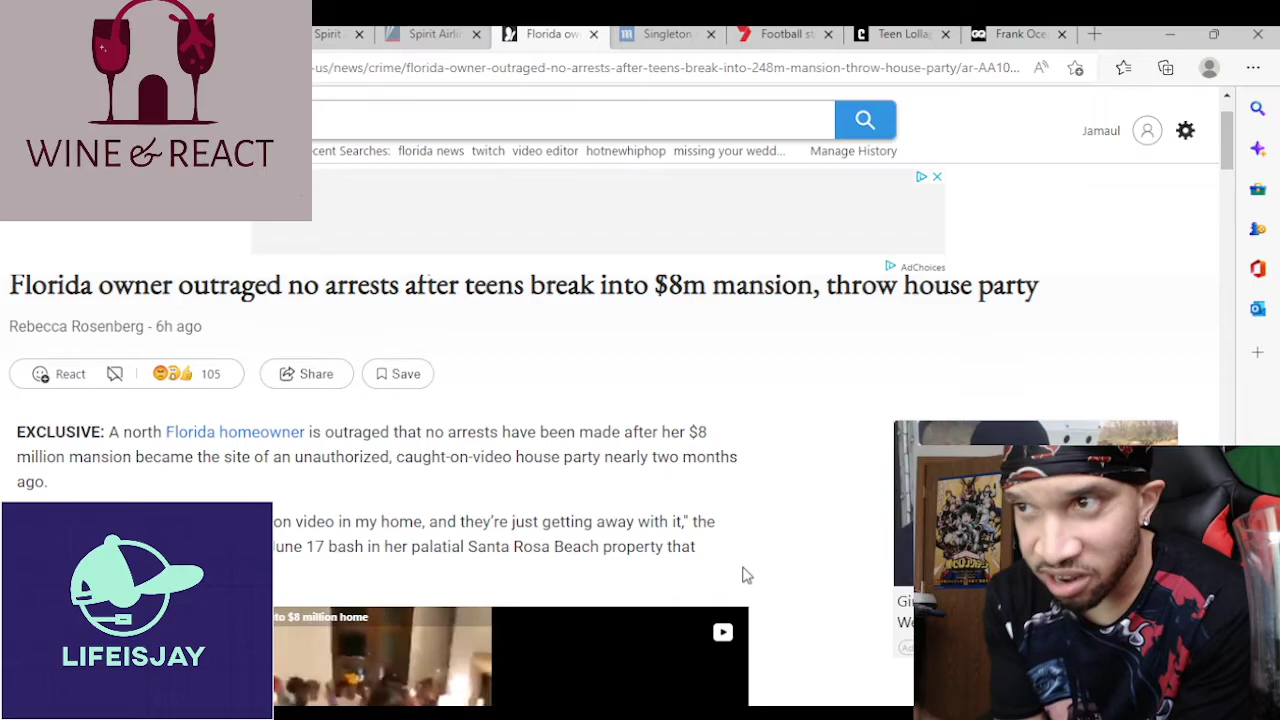 Spirit
Spirit Airlin
Florida ow
Singleton
Football st
Teen Lolla
Frank Oce
-us/news/crime/florida-owner-outraged-no-arrests-after-teens-break-into-248m-mansion-throw-house-party/ar-AA10...
WINE & REACT
Jamaul
cent Searches: florida news twitch video editor hotnewhiphop missing your wedd... Manage History
AdChoices
Florida owner outraged no arrests after teens break into $8m mansion, throw house party
Rebecca Rosenberg - 6h ago
React 105 Share Save
EXCLUSIVE: A north Florida homeowner is outraged that no arrests have been made after her $8
million mansion became the site of an unauthorized, caught-on-video house party nearly two months
ago.
on video in my home, and they're just getting away with it," the
June 17 bash in her palatial Santa Rosa Beach property that
to $8 million home
LIFEISJAY